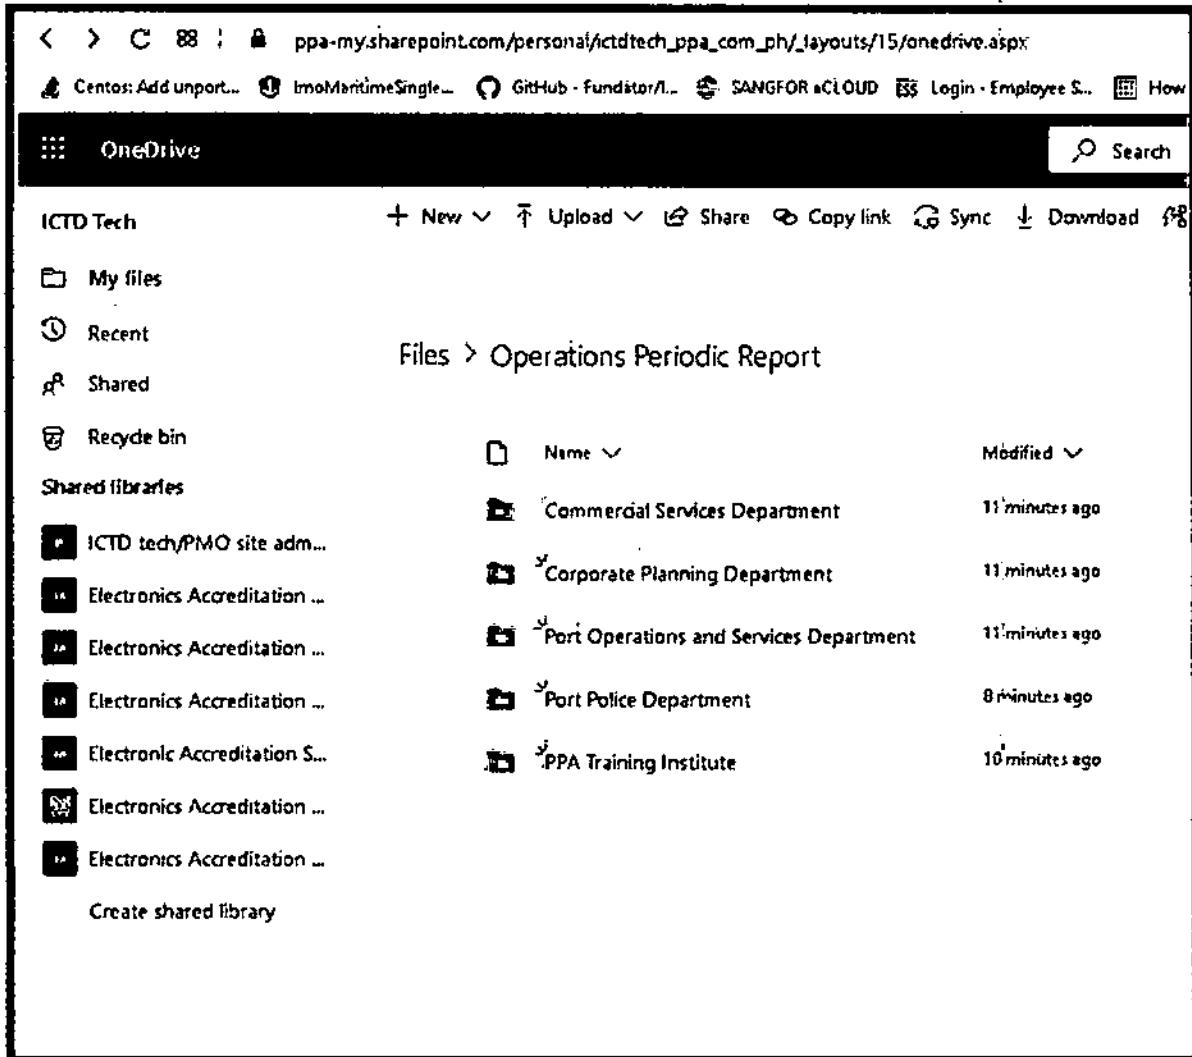 ppa-my.sharepoint.com/personal/ictdtech_ppa_com_ph/_layouts/15/onedrive.aspx
Centos: Add unport... ImoMaritimeSingle... GitHub - Fundator/I... SANGFOR aCLOUD ESS Login - Employee S... How
OneDrive Search
ICTD Tech + New Upload Share Copy link Sync Download
My files
Recent
Files > Operations Periodic Report
Shared
Recycle bin
Name Modified
Shared libraries
Commercial Services Department 11 minutes ago
ICTD tech/PMO site adm...
Corporate Planning Department 11 minutes ago
Electronics Accreditation ...
Port Operations and Services Department 11 minutes ago
Electronics Accreditation ...
Port Police Department 8 minutes ago
Electronics Accreditation ...
Electronic Accreditation S...
PPA Training Institute 10 minutes ago
Electronics Accreditation ...
Electronics Accreditation ...
Create shared library